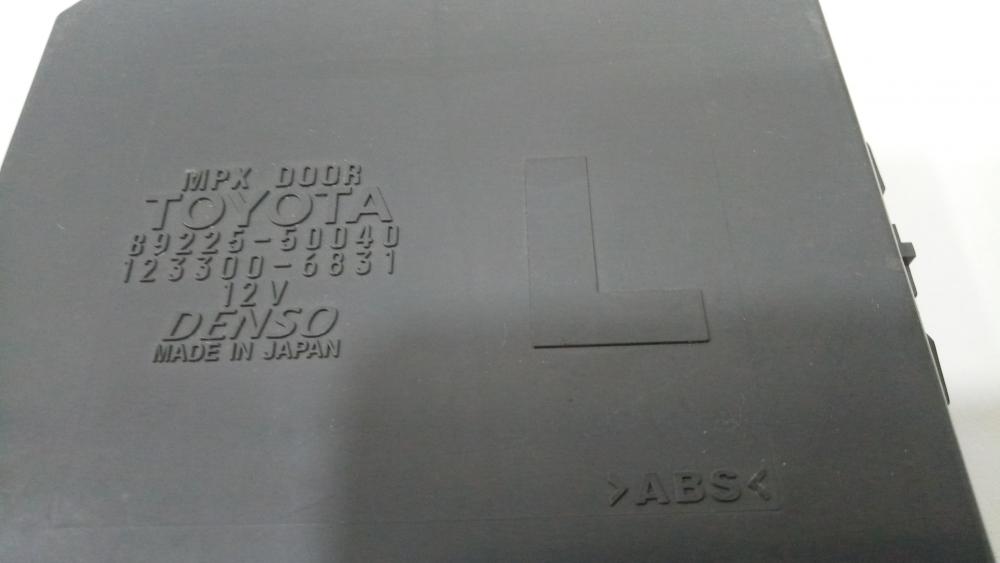 MPX DOOR
TOYOTA
89225-50040
123300-6831
12V
DENSO
MADE IN JAPAN
L
>ABS<